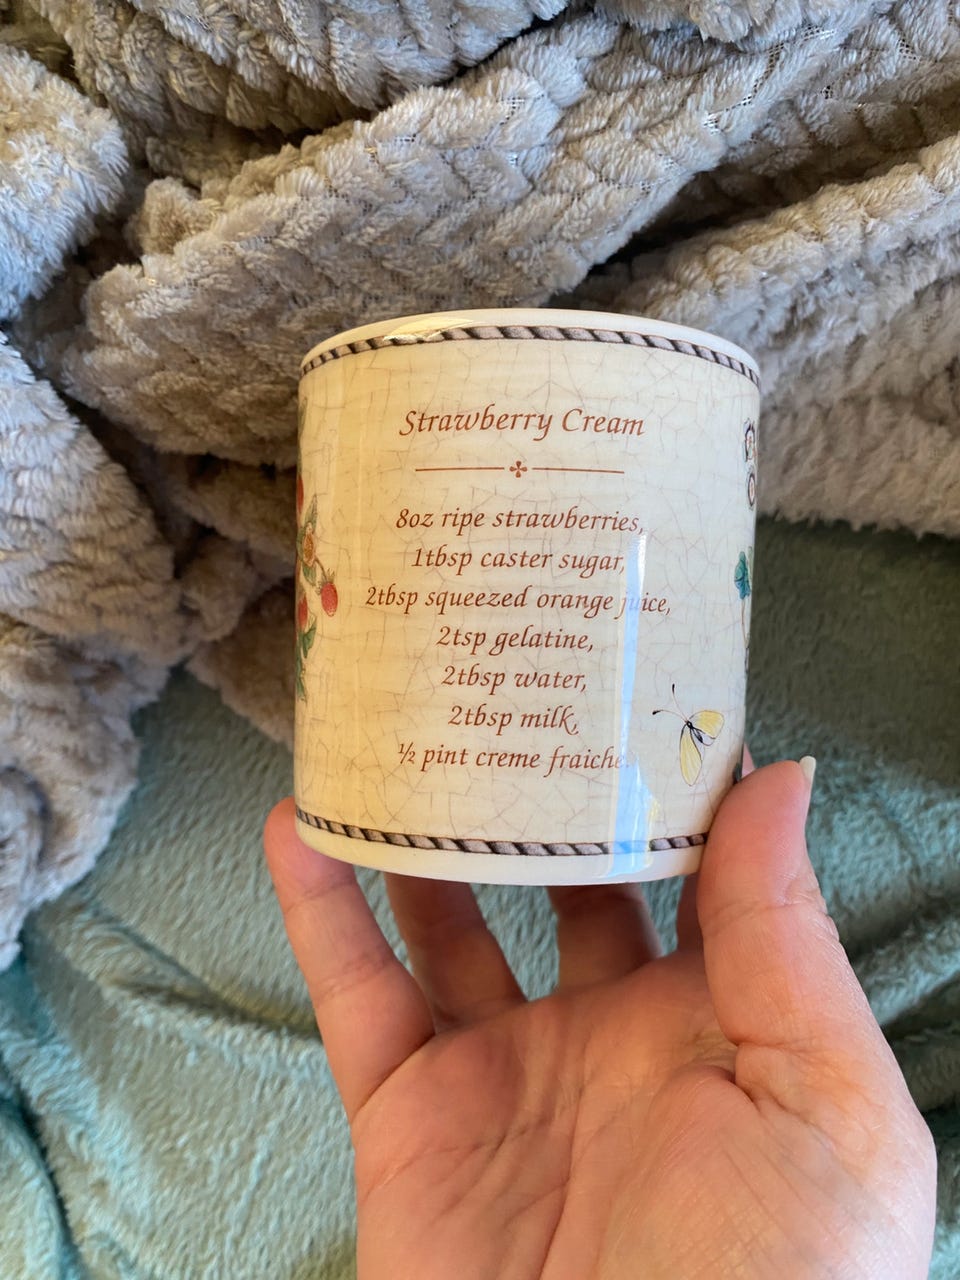 Strawberry Cream
8oz ripe strawberries,
1tbsp caster sugar,
2tbsp squeezed orange juice,
2tsp gelatine,
2tbsp water,
2tbsp milk,
½ pint creme fraiche.